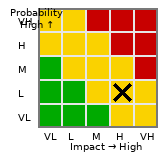 Probability
High ↑
VH
H
M
L
VL
VL L M H VH
Impact → High